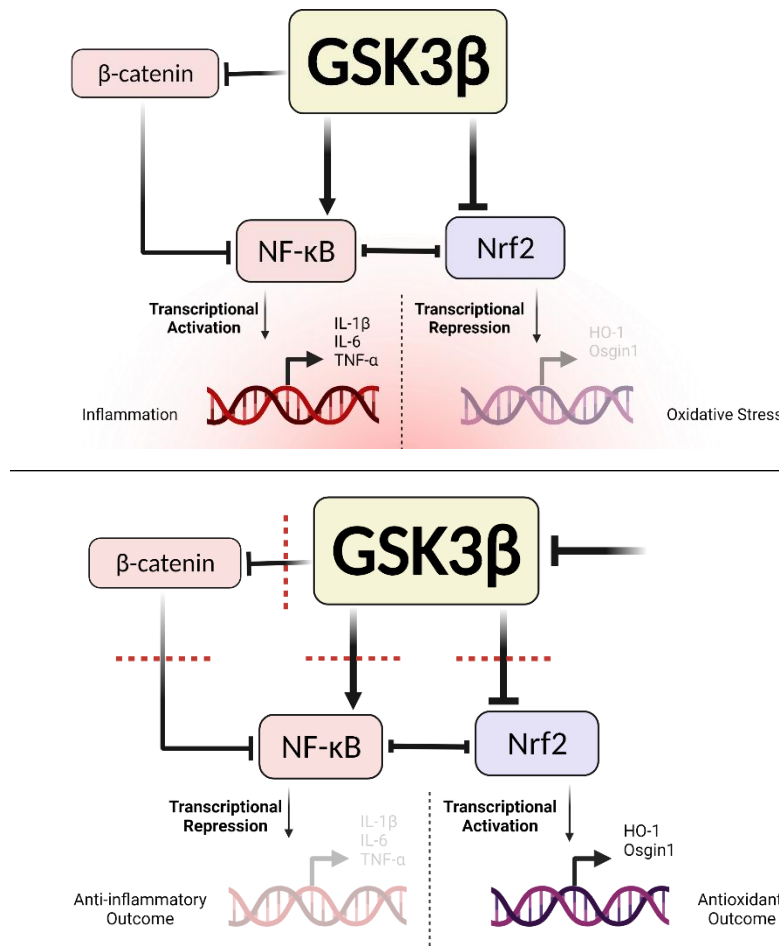 GSK3β
β-catenin
NF-κB
Nrf2
Transcriptional
Activation
IL-1β
IL-6
TNF-α
Transcriptional
Repression
HO-1
Osgin1
Inflammation
Oxidative Stress
GSK3β
β-catenin
NF-κB
Nrf2
Transcriptional
Repression
IL-1β
IL-6
TNF-α
Transcriptional
Activation
HO-1
Osgin1
Anti-inflammatory
Outcome
Antioxidant
Outcome